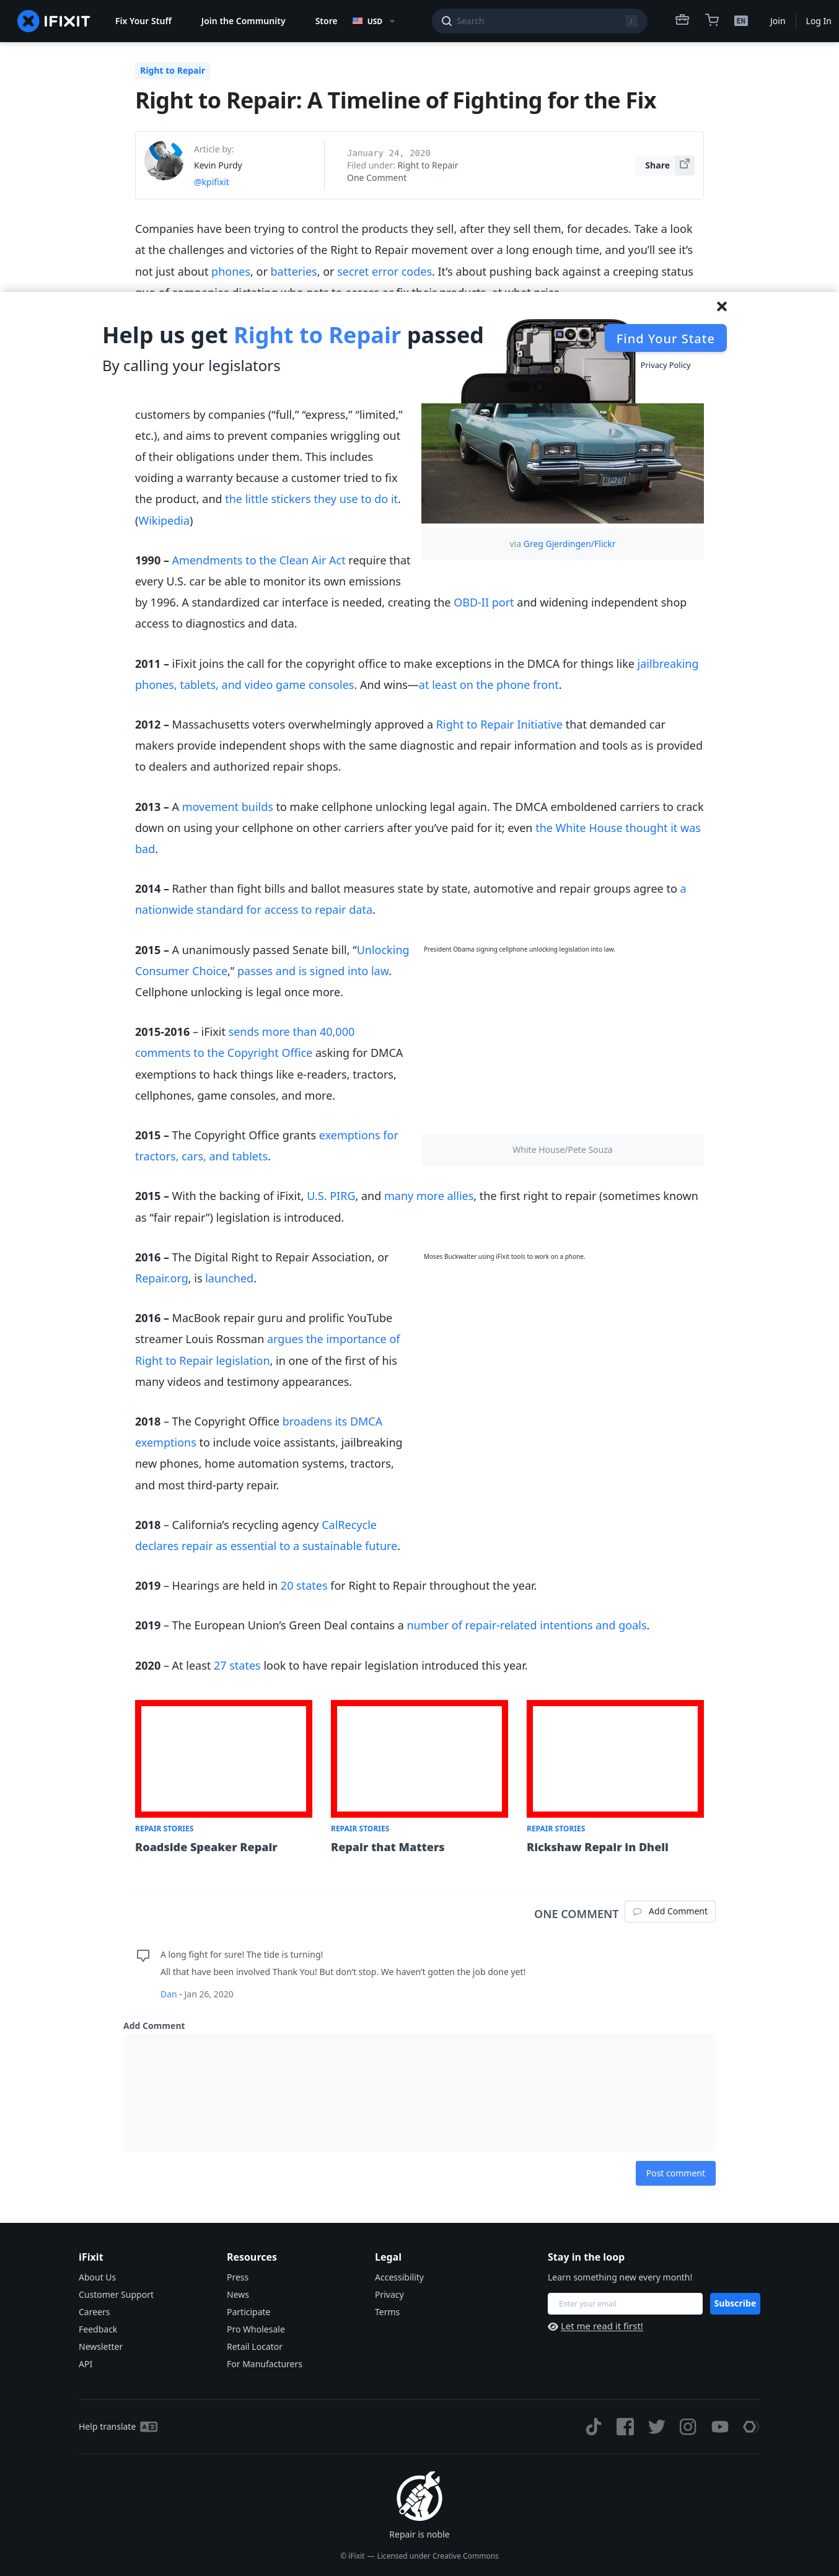 IFIXIT
Fix Your Stuff
Join the Community
Store
USD
Search
/
EN
Join
Log In
Right to Repair
Right to Repair: A Timeline of Fighting for the Fix
Article by:
Kevin Purdy
@kpifixit
January 24, 2020
Filed under: Right to Repair
One Comment
Share
Companies have been trying to control the products they sell, after they sell them, for decades. Take a look
at the challenges and victories of the Right to Repair movement over a long enough time, and you’ll see it’s
not just about phones, or batteries, or secret error codes. It’s about pushing back against a creeping status
Help us get Right to Repair passed
By calling your legislators
Find Your State
Privacy Policy
customers by companies (“full,” “express,” “limited,”
etc.), and aims to prevent companies wriggling out
of their obligations under them. This includes
voiding a warranty because a customer tried to fix
the product, and the little stickers they use to do it.
(Wikipedia)
via Greg Gjerdingen/Flickr
1990 – Amendments to the Clean Air Act require that
every U.S. car be able to monitor its own emissions
by 1996. A standardized car interface is needed, creating the OBD-II port and widening independent shop
access to diagnostics and data.
2011 – iFixit joins the call for the copyright office to make exceptions in the DMCA for things like jailbreaking
phones, tablets, and video game consoles. And wins—at least on the phone front.
2012 – Massachusetts voters overwhelmingly approved a Right to Repair Initiative that demanded car
makers provide independent shops with the same diagnostic and repair information and tools as is provided
to dealers and authorized repair shops.
2013 – A movement builds to make cellphone unlocking legal again. The DMCA emboldened carriers to crack
down on using your cellphone on other carriers after you’ve paid for it; even the White House thought it was
bad.
2014 – Rather than fight bills and ballot measures state by state, automotive and repair groups agree to a
nationwide standard for access to repair data.
2015 – A unanimously passed Senate bill, “Unlocking
Consumer Choice,” passes and is signed into law.
Cellphone unlocking is legal once more.
President Obama signing cellphone unlocking legislation into law.
2015-2016 – iFixit sends more than 40,000
comments to the Copyright Office asking for DMCA
exemptions to hack things like e-readers, tractors,
cellphones, game consoles, and more.
2015 – The Copyright Office grants exemptions for
tractors, cars, and tablets.
White House/Pete Souza
2015 – With the backing of iFixit, U.S. PIRG, and many more allies, the first right to repair (sometimes known
as “fair repair”) legislation is introduced.
2016 – The Digital Right to Repair Association, or
Repair.org, is launched.
Moses Buckwalter using iFixit tools to work on a phone.
2016 – MacBook repair guru and prolific YouTube
streamer Louis Rossman argues the importance of
Right to Repair legislation, in one of the first of his
many videos and testimony appearances.
2018 – The Copyright Office broadens its DMCA
exemptions to include voice assistants, jailbreaking
new phones, home automation systems, tractors,
and most third-party repair.
2018 – California’s recycling agency CalRecycle
declares repair as essential to a sustainable future.
2019 – Hearings are held in 20 states for Right to Repair throughout the year.
2019 – The European Union’s Green Deal contains a number of repair-related intentions and goals.
2020 – At least 27 states look to have repair legislation introduced this year.
REPAIR STORIES
Roadside Speaker Repair
REPAIR STORIES
Repair that Matters
REPAIR STORIES
Rickshaw Repair in Dheli
ONE COMMENT
Add Comment
A long fight for sure! The tide is turning!
All that have been involved Thank You! But don’t stop. We haven’t gotten the job done yet!
Dan - Jan 26, 2020
Add Comment
Post comment
iFixit
About Us
Customer Support
Careers
Feedback
Newsletter
API
Resources
Press
News
Participate
Pro Wholesale
Retail Locator
For Manufacturers
Legal
Accessibility
Privacy
Terms
Stay in the loop
Learn something new every month!
Enter your email
Subscribe
Let me read it first!
Help translate
Repair is noble
© iFixit — Licensed under Creative Commons